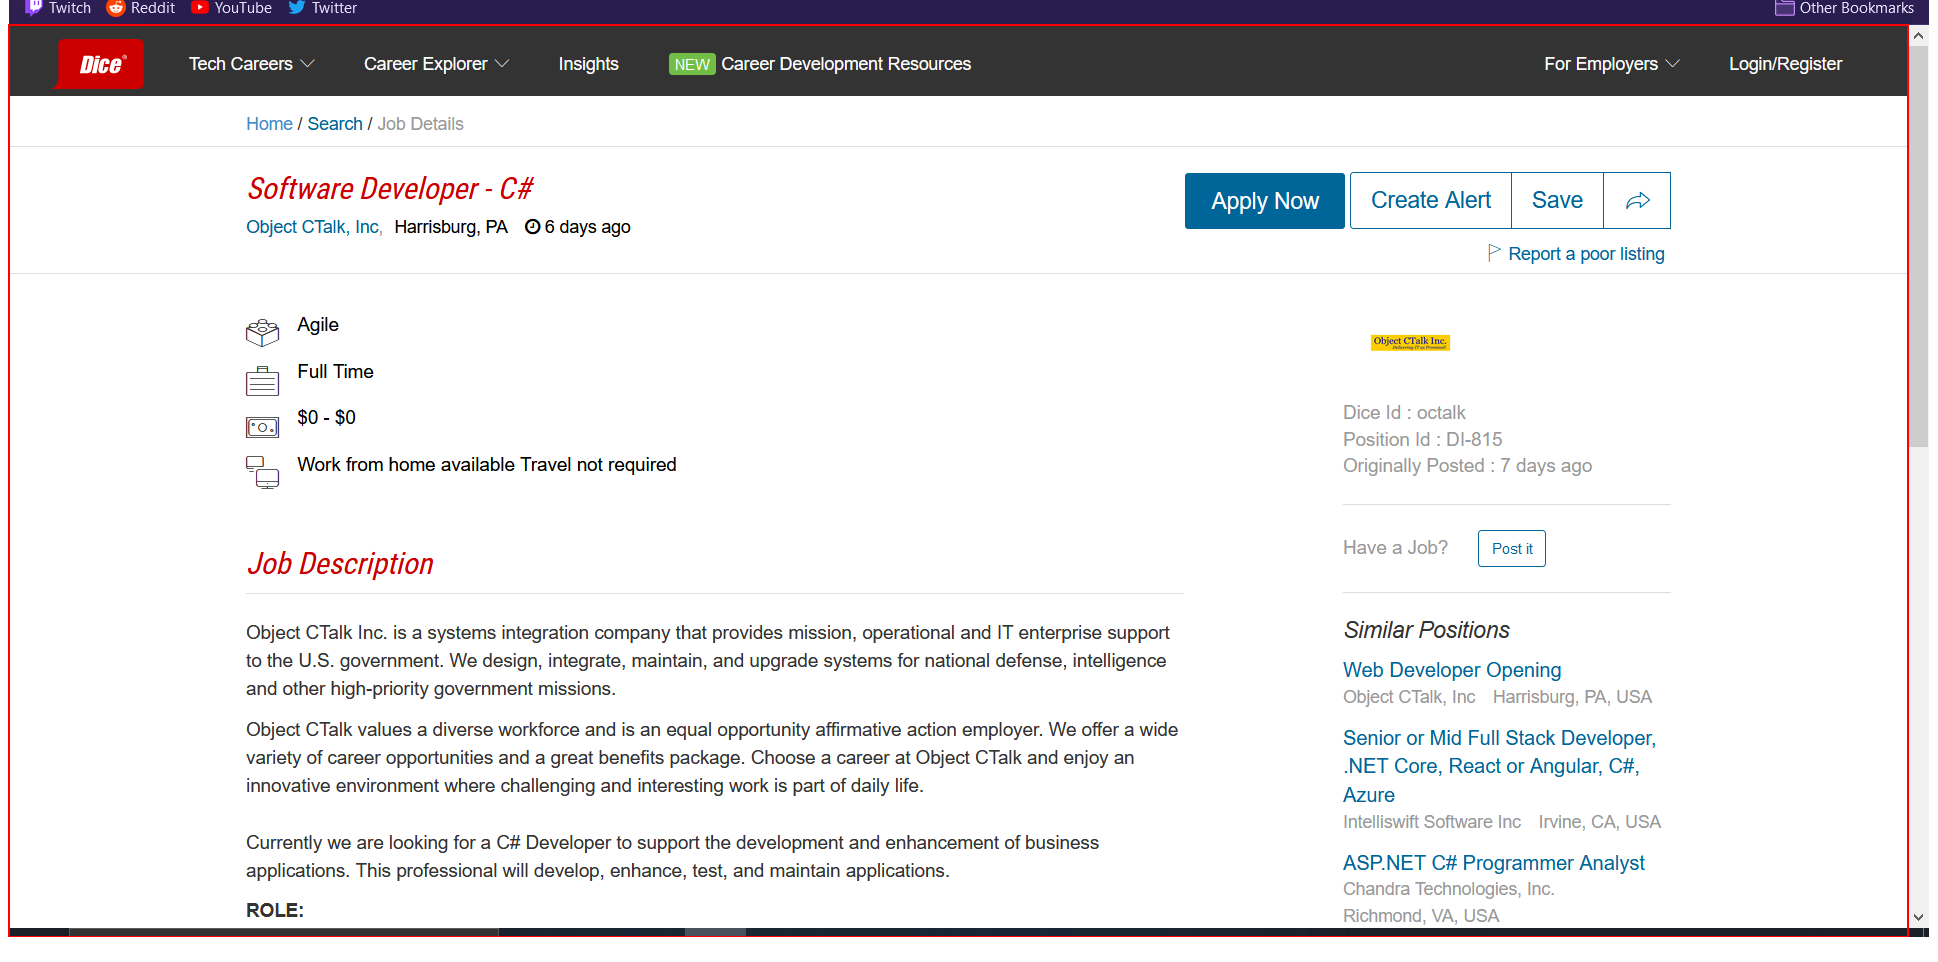 Twitch Reddit YouTube Twitter Other Bookmarks
Dice Tech Careers Career Explorer Insights NEW Career Development Resources For Employers Login/Register
Home / Search / Job Details
Software Developer - C#
Object CTalk, Inc, Harrisburg, PA 6 days ago
Apply Now Create Alert Save
Report a poor listing
Agile
Full Time
$0 - $0
Work from home available Travel not required
Job Description
Object CTalk Inc. is a systems integration company that provides mission, operational and IT enterprise support
to the U.S. government. We design, integrate, maintain, and upgrade systems for national defense, intelligence
and other high-priority government missions.
Object CTalk values a diverse workforce and is an equal opportunity affirmative action employer. We offer a wide
variety of career opportunities and a great benefits package. Choose a career at Object CTalk and enjoy an
innovative environment where challenging and interesting work is part of daily life.
Currently we are looking for a C# Developer to support the development and enhancement of business
applications. This professional will develop, enhance, test, and maintain applications.
ROLE:
Object CTalk Inc.
Delivering IT as Promised!
Dice Id : octalk
Position Id : DI-815
Originally Posted : 7 days ago
Have a Job? Post it
Similar Positions
Web Developer Opening
Object CTalk, Inc Harrisburg, PA, USA
Senior or Mid Full Stack Developer,
.NET Core, React or Angular, C#,
Azure
Intelliswift Software Inc Irvine, CA, USA
ASP.NET C# Programmer Analyst
Chandra Technologies, Inc.
Richmond, VA, USA